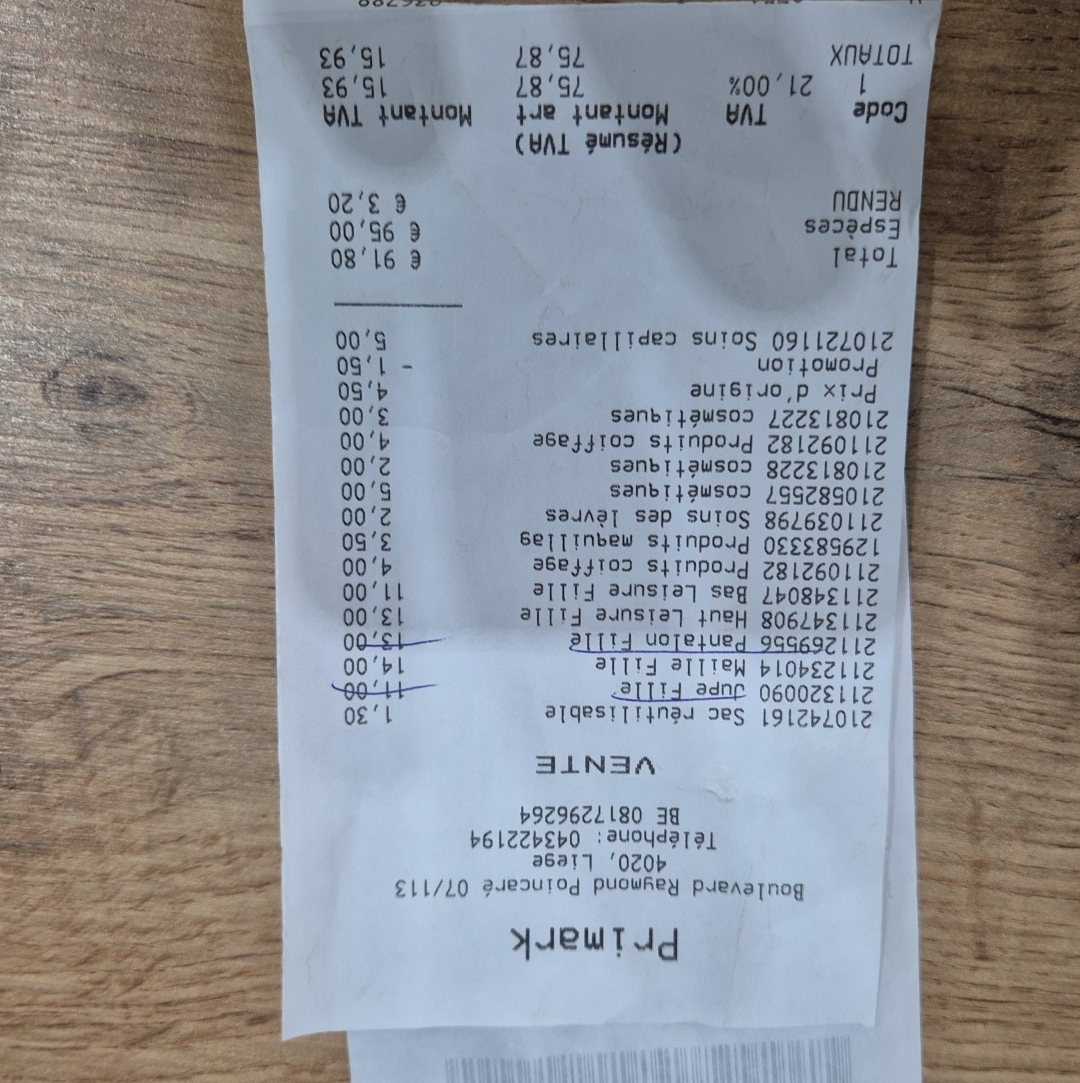 Primark
Boulevard Raymond Poincaré 07/113
4020, Liege
Téléphone: 043422194
BE 0817296264
VENTE
210742161 Sac réutilisable 1,30
211320090 Jupe Fille 11,00
211234014 Maille Fille 14,00
211269556 Pantalon Fille 13,00
211347908 Haut Leisure Fille 13,00
211348047 Bas Leisure Fille 11,00
211092182 Produits coiffage 4,00
129583330 Produits maquillag 3,50
211039798 Soins des lèvres 2,00
210582557 cosmétiques 5,00
210813228 cosmétiques 2,00
211092182 Produits coiffage 4,00
210813227 cosmétiques 3,00
Prix d'origine 4,50
Promotion - 1,50
210721160 Soins capillaires 5,00
Total € 91,80
Espèces € 95,00
RENDU € 3,20
(Résumé TVA)
Code TVA Montant art Montant TVA
1 21,00% 75,87 15,93
TOTAUX 75,87 15,93